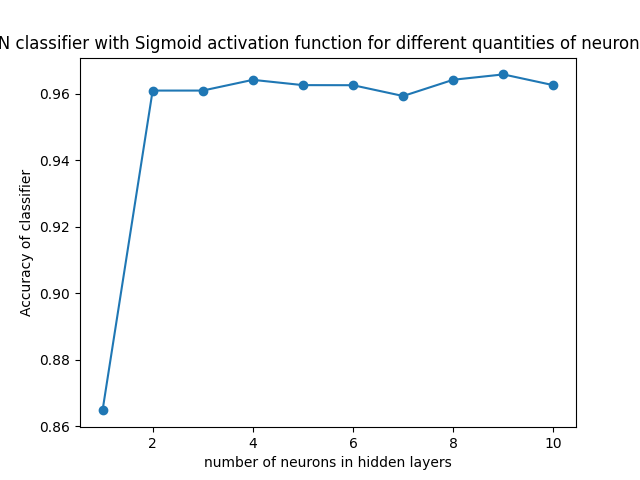 N classifier with Sigmoid activation function for different quantities of neuron
0.96
0.94
0.92
0.90
0.88
0.86
Accuracy of classifier
2 4 6 8 10
number of neurons in hidden layers